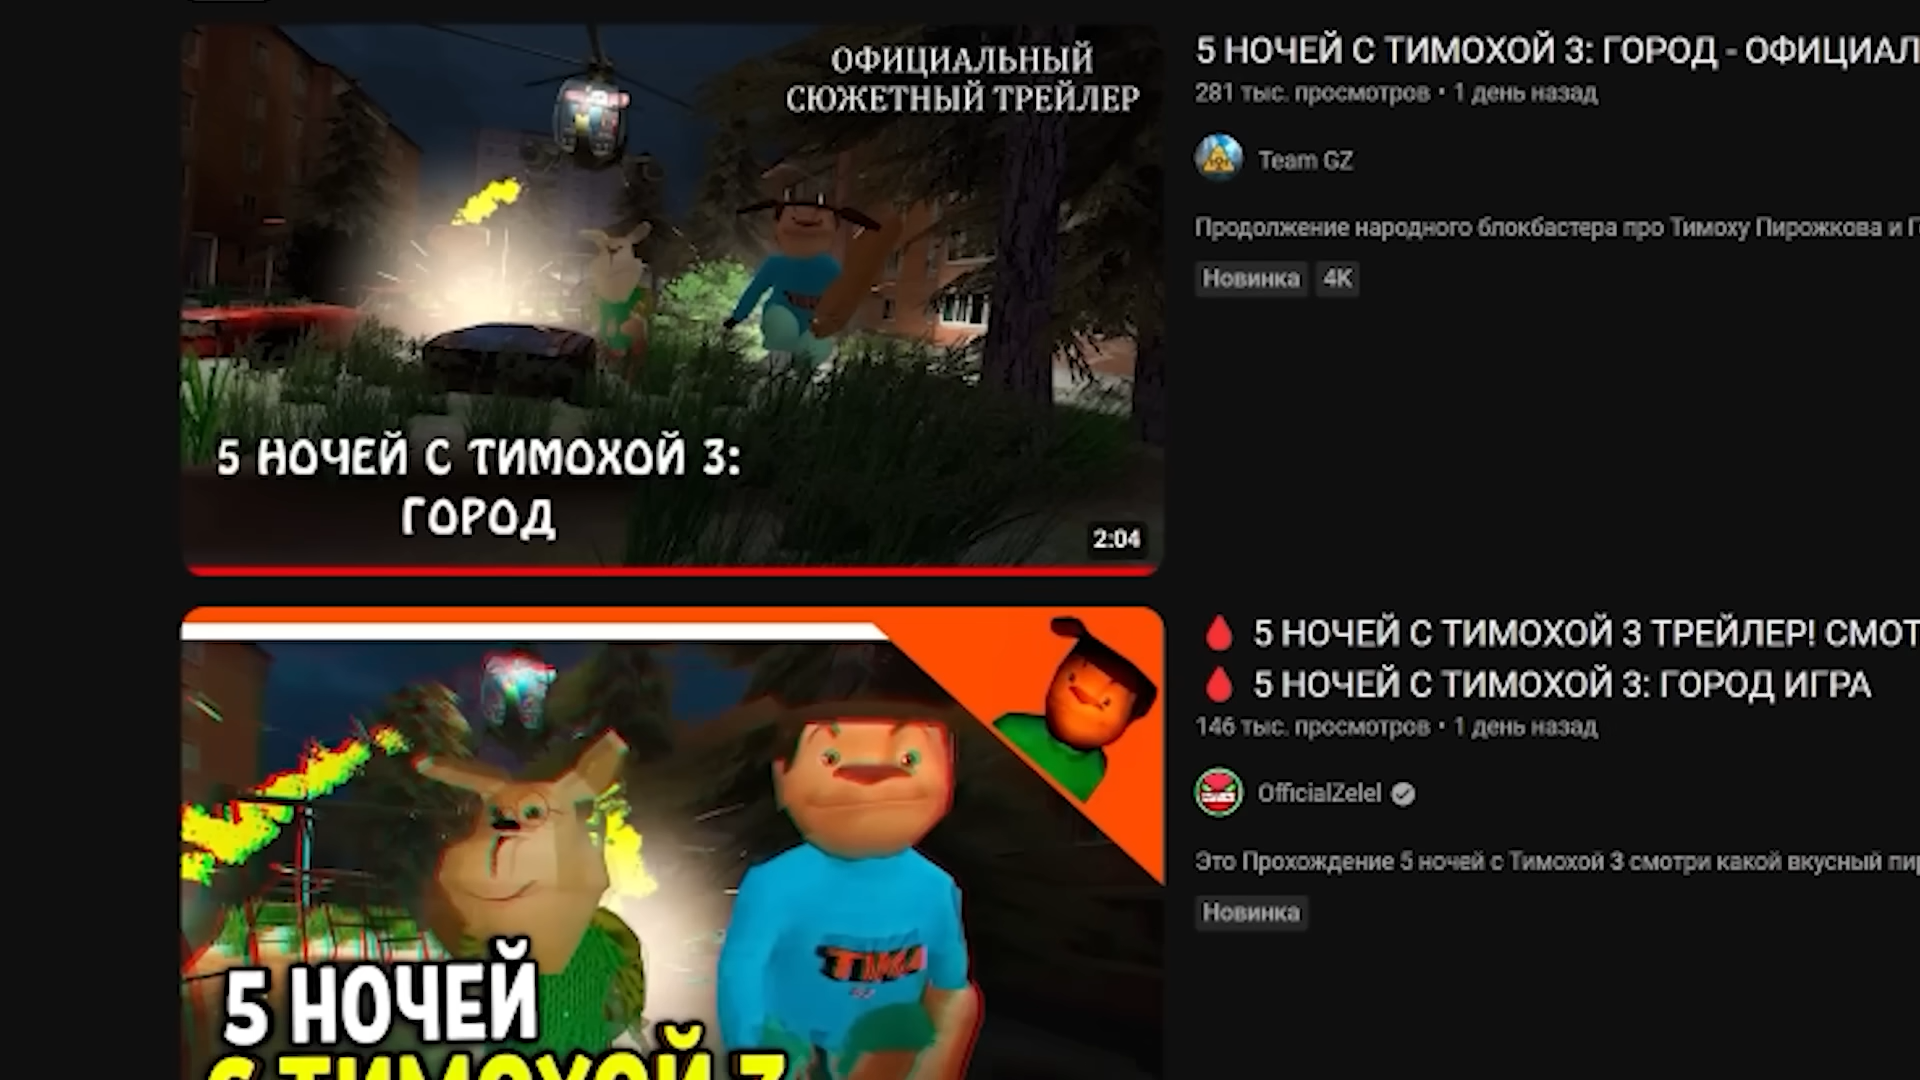 ОФИЦИАЛЬНЫЙ
СЮЖЕТНЫЙ ТРЕЙЛЕР
5 НОЧЕЙ С ТИМОХОЙ 3:
ГОРОД
2:04
5 НОЧЕЙ С ТИМОХОЙ 3: ГОРОД - ОФИЦИАЛ
281 тыс. просмотров • 1 день назад
Team GZ
Продолжение народного блокбастера про Тимоху Пирожкова и Г
Новинка 4K
5 НОЧЕЙ
С ТИМОХОЙ 3
🩸 5 НОЧЕЙ С ТИМОХОЙ 3 ТРЕЙЛЕР! СМОТ
🩸 5 НОЧЕЙ С ТИМОХОЙ 3: ГОРОД ИГРА
146 тыс. просмотров • 1 день назад
OfficialZelel
Это Прохождение 5 ночей с Тимохой 3 смотри какой вкусный пир
Новинка